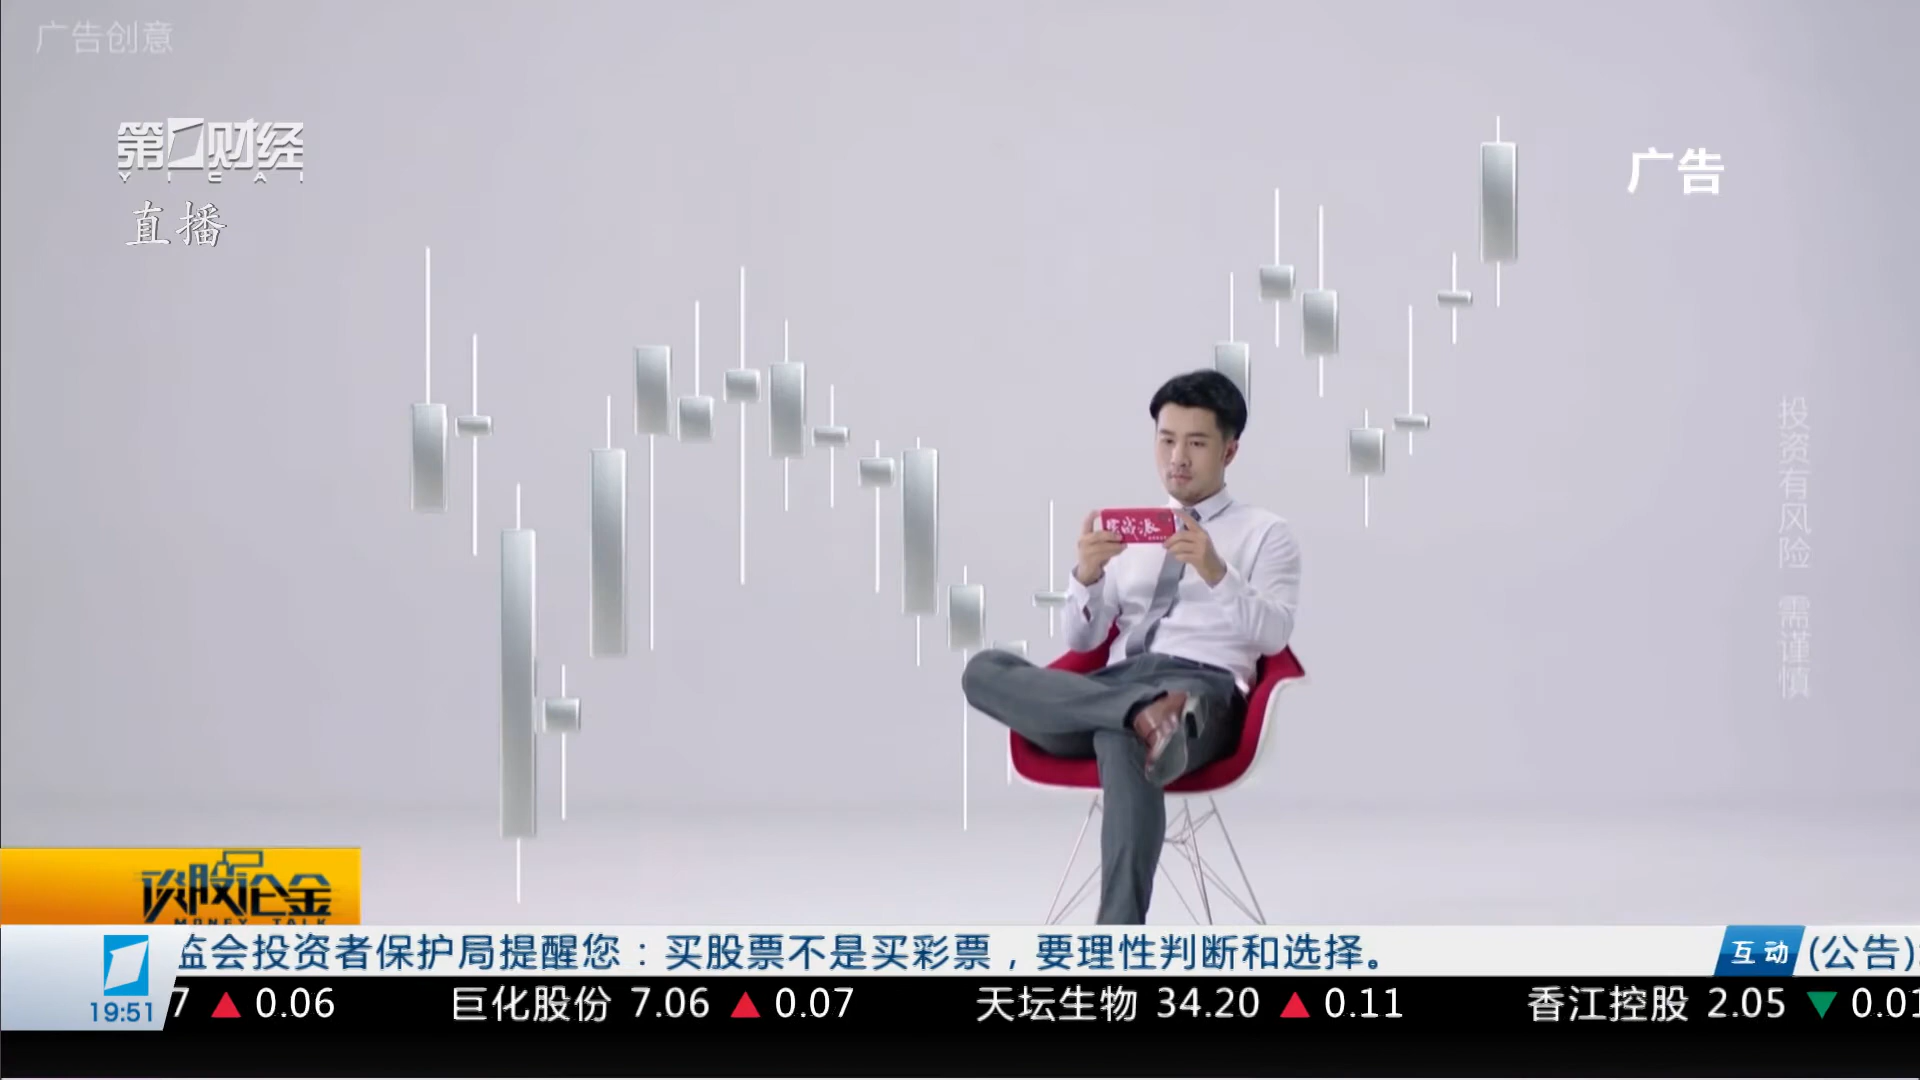 广告创意
第一财经
YICAI
直播
广告
投资有风险 需谨慎
实战派
谈股论金
MONEY TALK
监会投资者保护局提醒您：买股票不是买彩票，要理性判断和选择。
互动
(公告)
19:51
7 ▲ 0.06 巨化股份 7.06 ▲ 0.07 天坛生物 34.20 ▲ 0.11 香江控股 2.05 ▼ 0.01